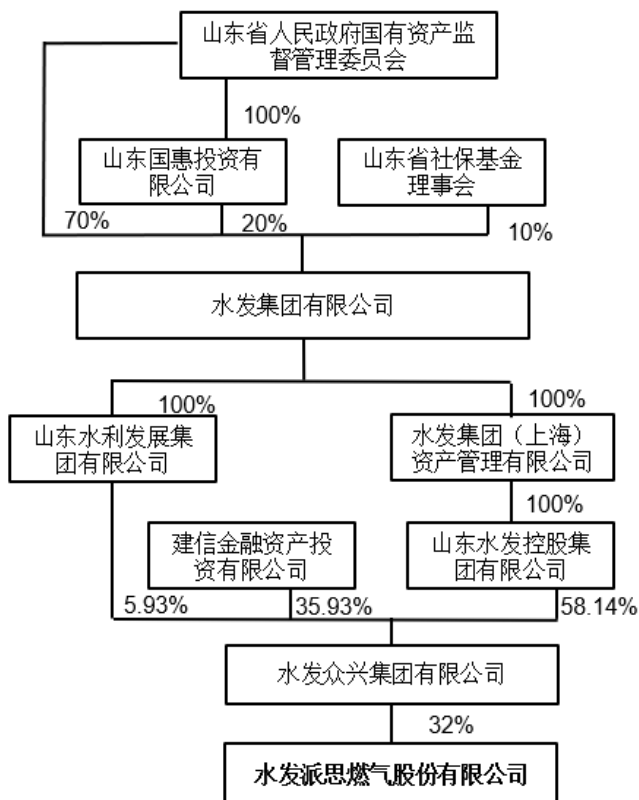 山东省人民政府国有资产监
督管理委员会
100%
山东国惠投资有
限公司
山东省社保基金
理事会
70%
20%
10%
水发集团有限公司
100%
100%
山东水利发展集
团有限公司
水发集团（上海）
资产管理有限公司
100%
建信金融资产投
资有限公司
山东水发控股集
团有限公司
5.93%
35.93%
58.14%
水发众兴集团有限公司
32%
水发派思燃气股份有限公司